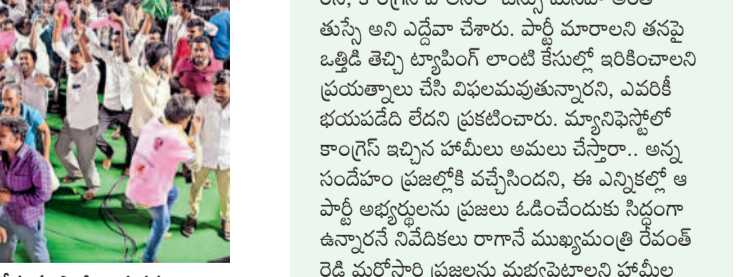 తుస్సే అని ఎద్దేవా చేశారు. పార్టీ మారాలని తనపై
ఒత్తిడి తెచ్చి ట్యాపింగ్ లాంటి కేసుల్లో ఇరికించాలని
ప్రయత్నాలు చేసి విఫలమవుతున్నారని, ఎవరికీ
భయపడేది లేదని ప్రకటించారు. మ్యానిఫెస్టోలో
కాంగ్రెస్ ఇచ్చిన హామీలు అమలు చేస్తారా.. అన్న
సందేహం ప్రజల్లోకి వచ్చేసిందని, ఈ ఎన్నికల్లో ఆ
పార్టీ అభ్యర్థులను ప్రజలు ఓడించేందుకు సిద్ధంగా
ఉన్నారనే నివేదికలు రాగానే ముఖ్యమంత్రి రేవంత్
రెడ్డి మరోసారి ప్రజలను మభ్యపెట్టాలని హామీల